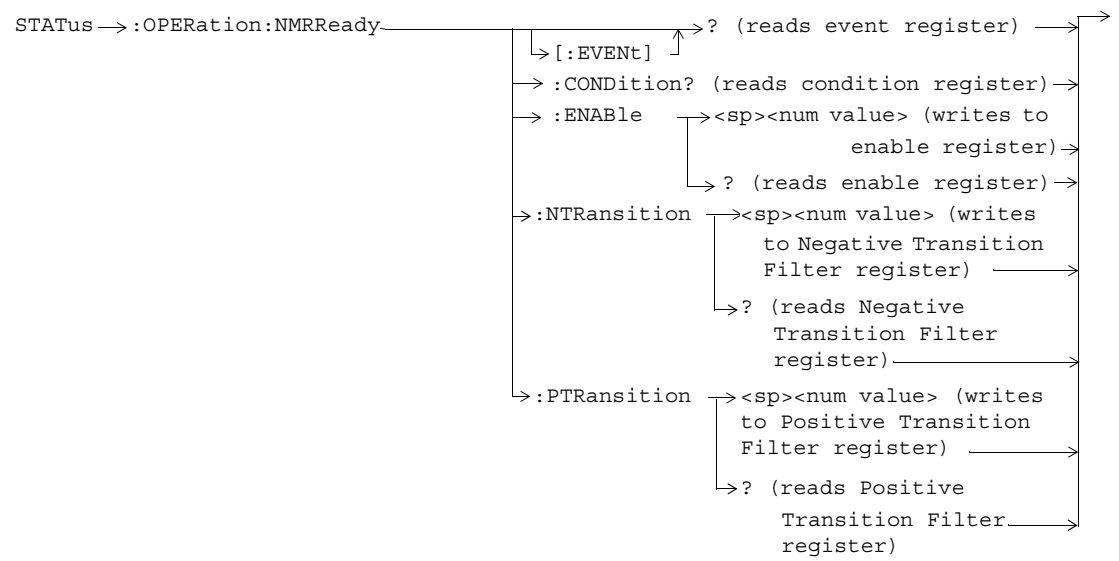 STATus :OPERation:NMRReady ? (reads event register)
[:EVENt]
:CONDition? (reads condition register)
:ENABle <sp><num value> (writes to
enable register)
? (reads enable register)
:NTRansition <sp><num value> (writes
to Negative Transition
Filter register)
? (reads Negative
Transition Filter
register)
:PTRansition <sp><num value> (writes
to Positive Transition
Filter register)
? (reads Positive
Transition Filter
register)